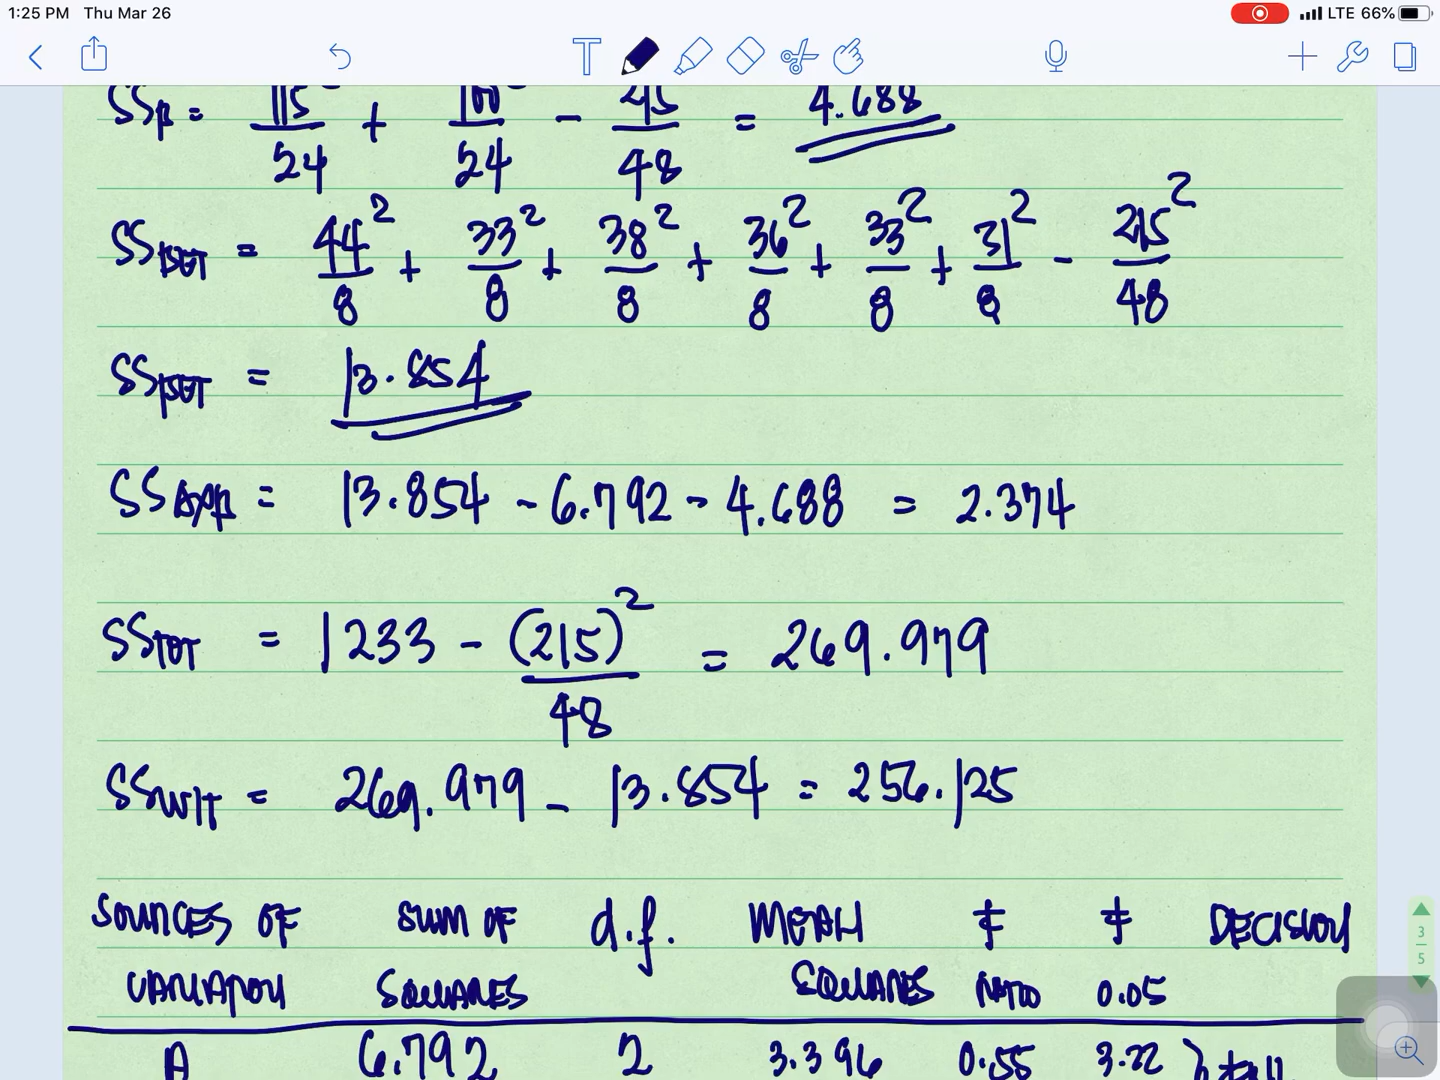 1:25 PM Thu Mar 26 LTE 66%
T
SSB = 115²/24 + 100²/24 - 215/48 = 4.688
SSBET = 44²/8 + 33²/8 + 38²/8 + 36²/8 + 33²/8 + 31²/8 - 215²/48
SSBET = 13.854
SSAXB = 13.854 - 6.792 - 4.688 = 2.374
SSTOT = 1233 - (215)²/48 = 269.979
SSWIT = 269.979 - 13.854 = 256.125
SOURCES OF SUM OF d.f. MEAN F F DECISION
VARIATION SQUARES SQUARES RATIO 0.05
3
5
A 6.792 2 3.396 0.55 3.22